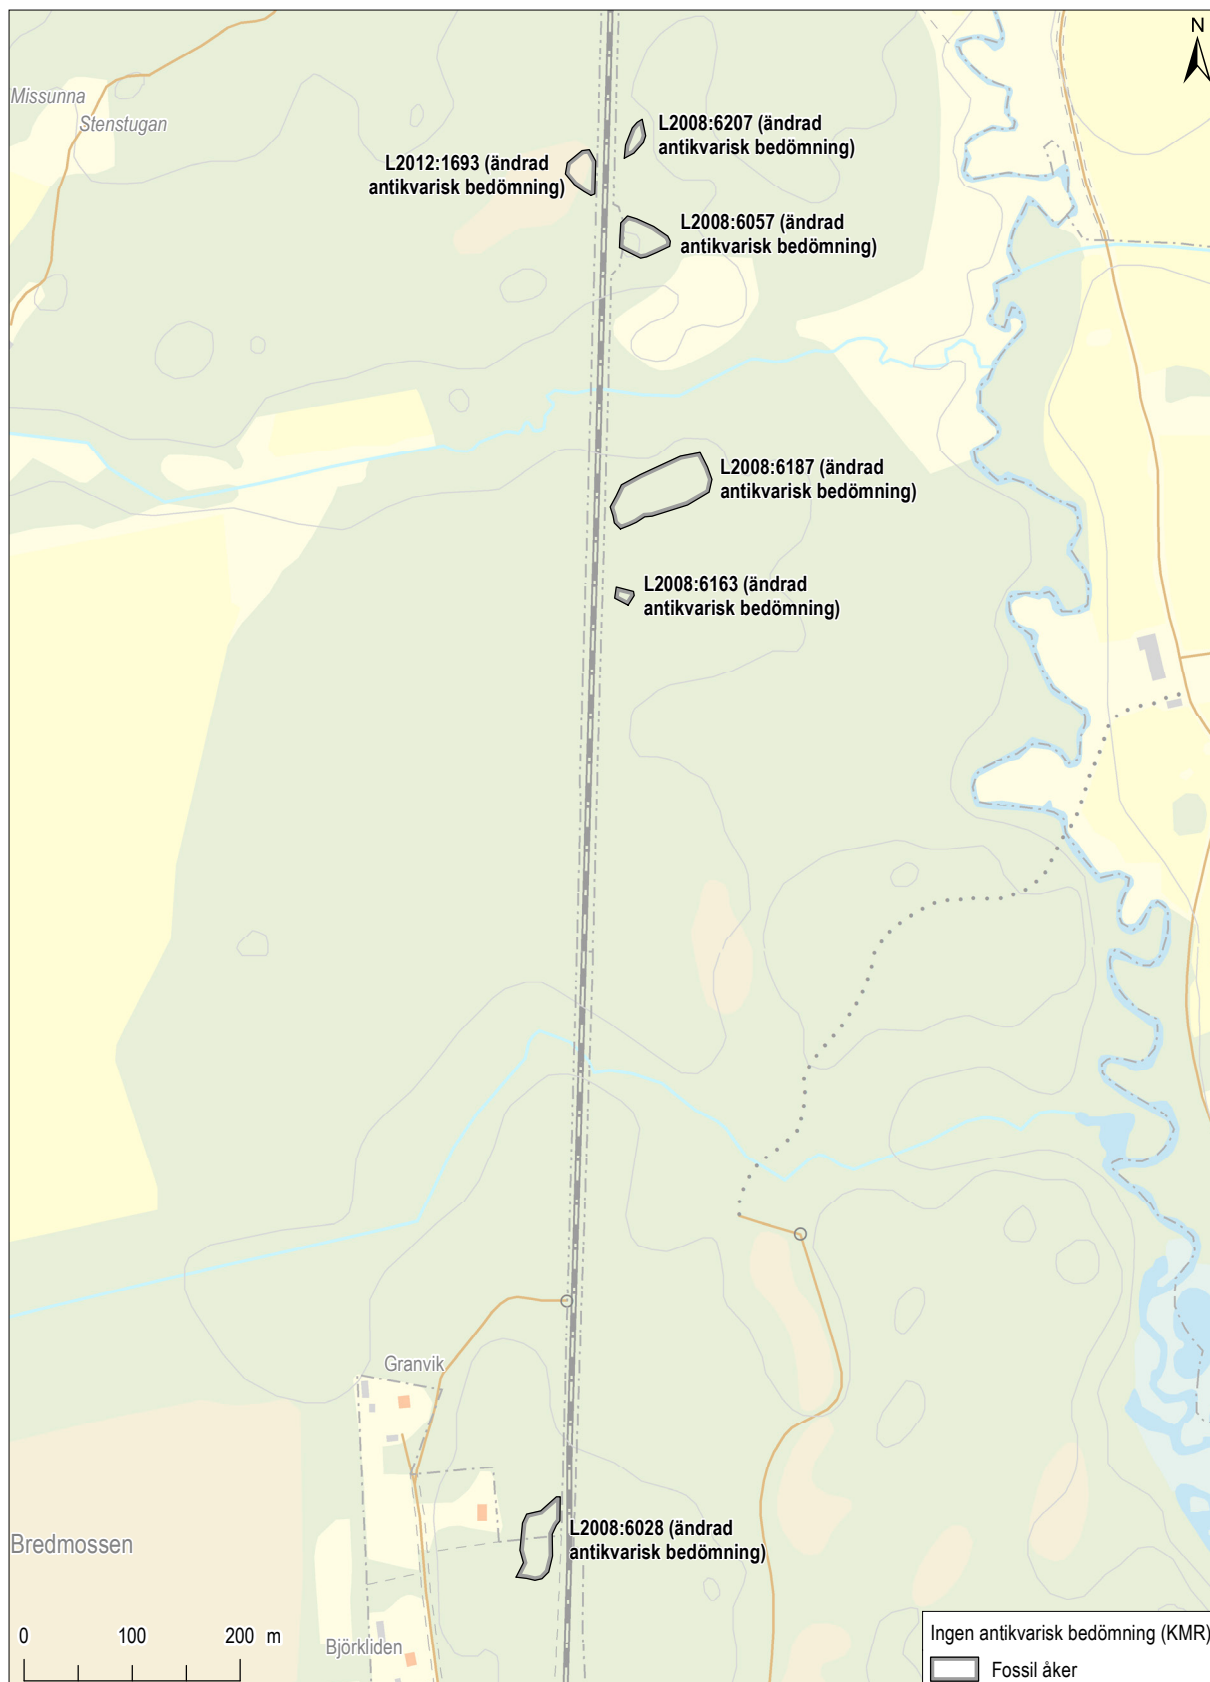 N
Missunna
Stenstugan
L2008:6207 (ändrad
antikvarisk bedömning)
L2012:1693 (ändrad
antikvarisk bedömning)
L2008:6057 (ändrad
antikvarisk bedömning)
L2008:6187 (ändrad
antikvarisk bedömning)
L2008:6163 (ändrad
antikvarisk bedömning)
Granvik
L2008:6028 (ändrad
antikvarisk bedömning)
Bredmossen
Björkliden
0 100 200 m
Ingen antikvarisk bedömning (KMR)
Fossil åker